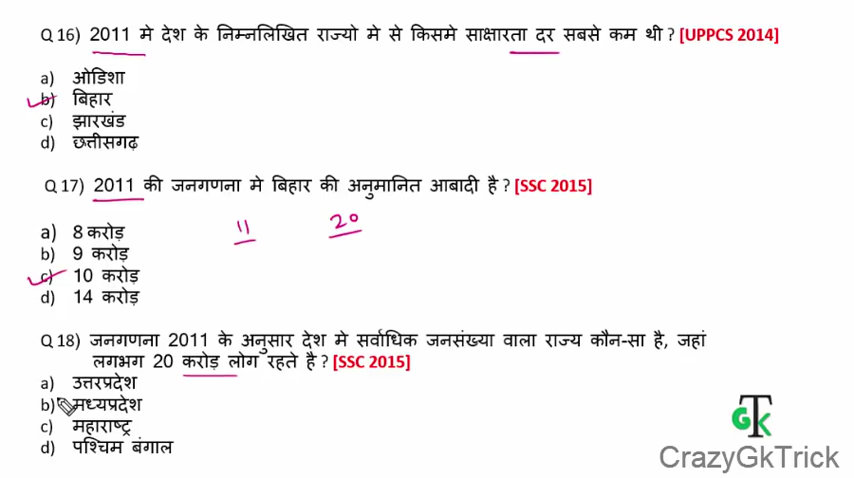 Q 16) 2011 मे देश के निम्नलिखित राज्यो मे से किसमे साक्षारता दर सबसे कम थी ? [UPPCS 2014]
a) ओडिशा
b) बिहार
c) झारखंड
d) छत्तीसगढ़
Q 17) 2011 की जनगणना मे बिहार की अनुमानित आबादी है ? [SSC 2015]
a) 8 करोड़ 11 20
b) 9 करोड़
c) 10 करोड़
d) 14 करोड़
Q 18) जनगणना 2011 के अनुसार देश मे सर्वाधिक जनसंख्या वाला राज्य कौन-सा है, जहां
लगभग 20 करोड़ लोग रहते है ? [SSC 2015]
a) उत्तरप्रदेश
b) मध्यप्रदेश
c) महाराष्ट्र
d) पश्चिम बंगाल
GTK
CrazyGkTrick